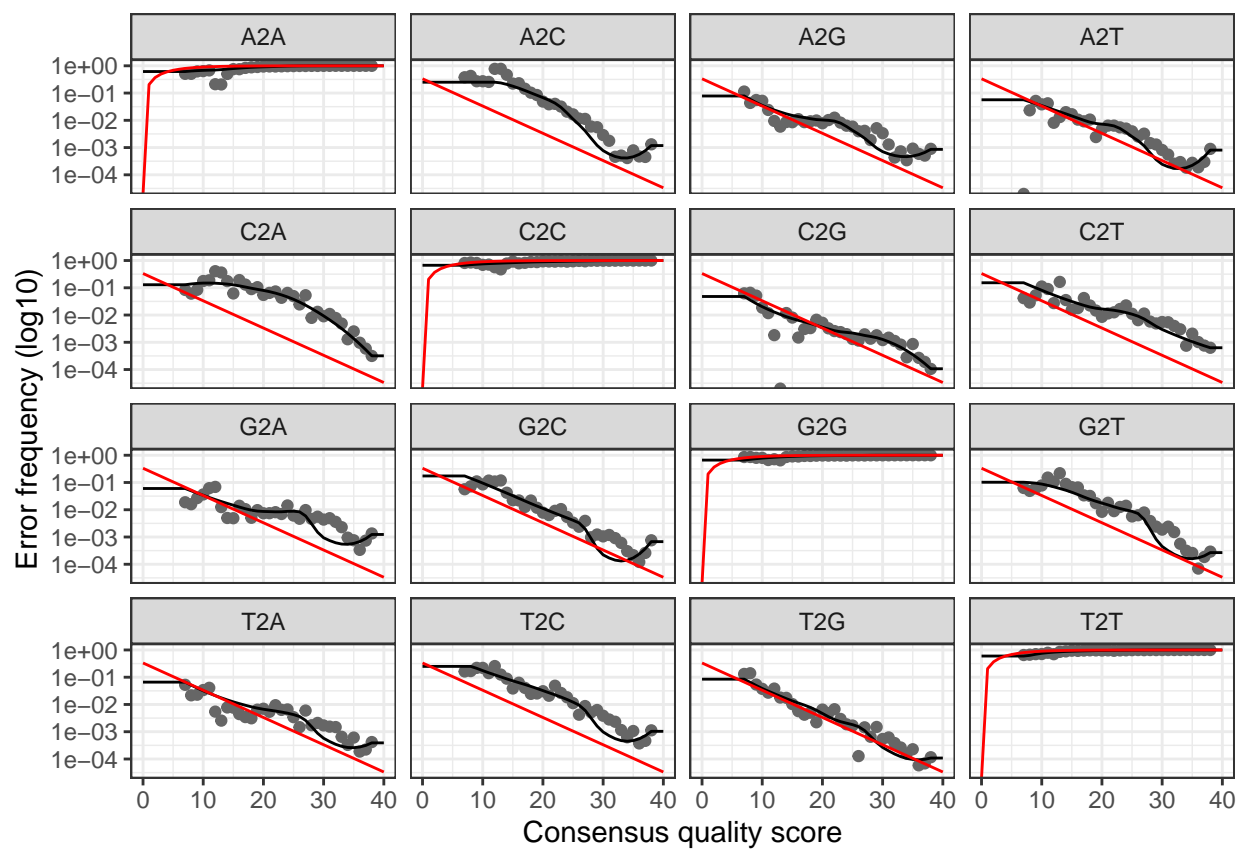 A2A A2C A2G A2T
1e+00
1e−01
1e−02
1e−03
1e−04
C2A C2C C2G C2T
1e+00
1e−01
1e−02
1e−03
1e−04
G2A G2C G2G G2T
1e+00
1e−01
1e−02
1e−03
1e−04
T2A T2C T2G T2T
1e+00
1e−01
1e−02
1e−03
1e−04
0 10 20 30 40 0 10 20 30 40 0 10 20 30 40 0 10 20 30 40
Consensus quality score
Error frequency (log10)